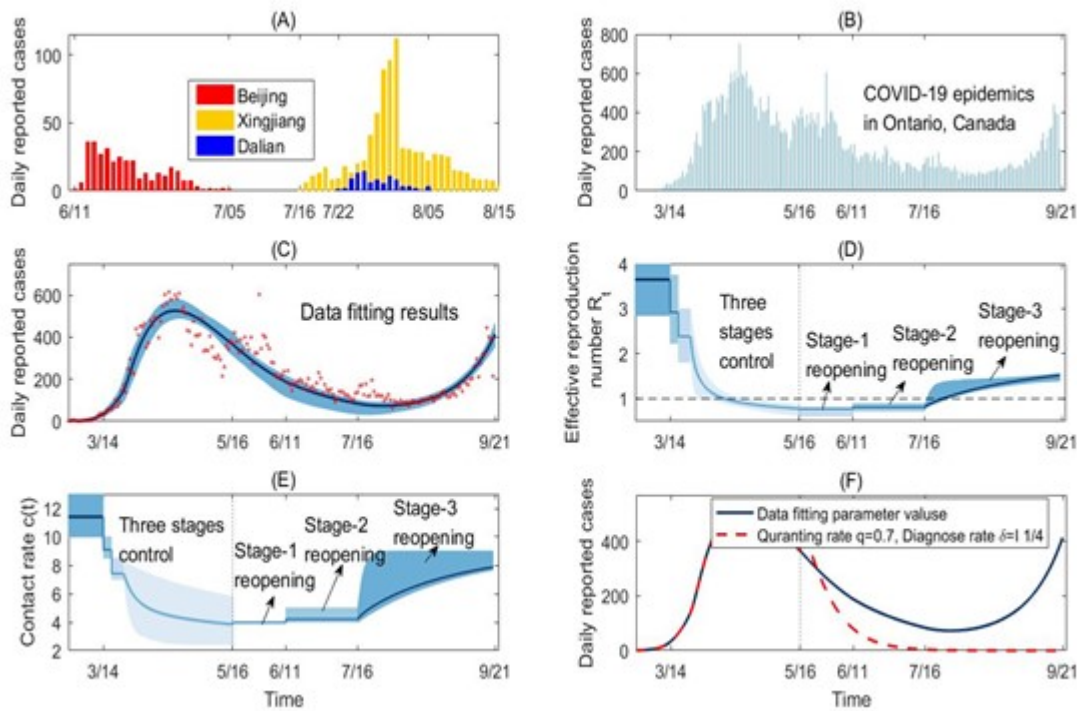 (A)
Daily reported cases
100
50
0
Beijing
Xingjiang
Dalian
6/11 7/05 7/16 7/22 8/05 8/15
(B)
Daily reported cases
800
600
400
200
0
COVID-19 epidemics
in Ontario, Canada
3/14 5/16 6/11 7/16 9/21
(C)
Daily reported cases
600
400
200
0
Data fitting results
3/14 5/16 6/11 7/16 9/21
(D)
Effective reproduction
number Rt
4
3
2
1
Three
stages
control
Stage-1
reopening
Stage-2
reopening
Stage-3
reopening
3/14 5/16 6/11 7/16 9/21
(E)
Contact rate c(t)
12
10
8
6
4
2
Three stages
control
Stage-1
reopening
Stage-2
reopening
Stage-3
reopening
3/14 5/16 6/11 7/16 9/21
Time
(F)
Daily reported cases
400
200
0
Data fitting parameter valuse
Quranting rate q=0.7, Diagnose rate δ=I 1/4
3/14 5/16 6/11 7/16 9/21
Time